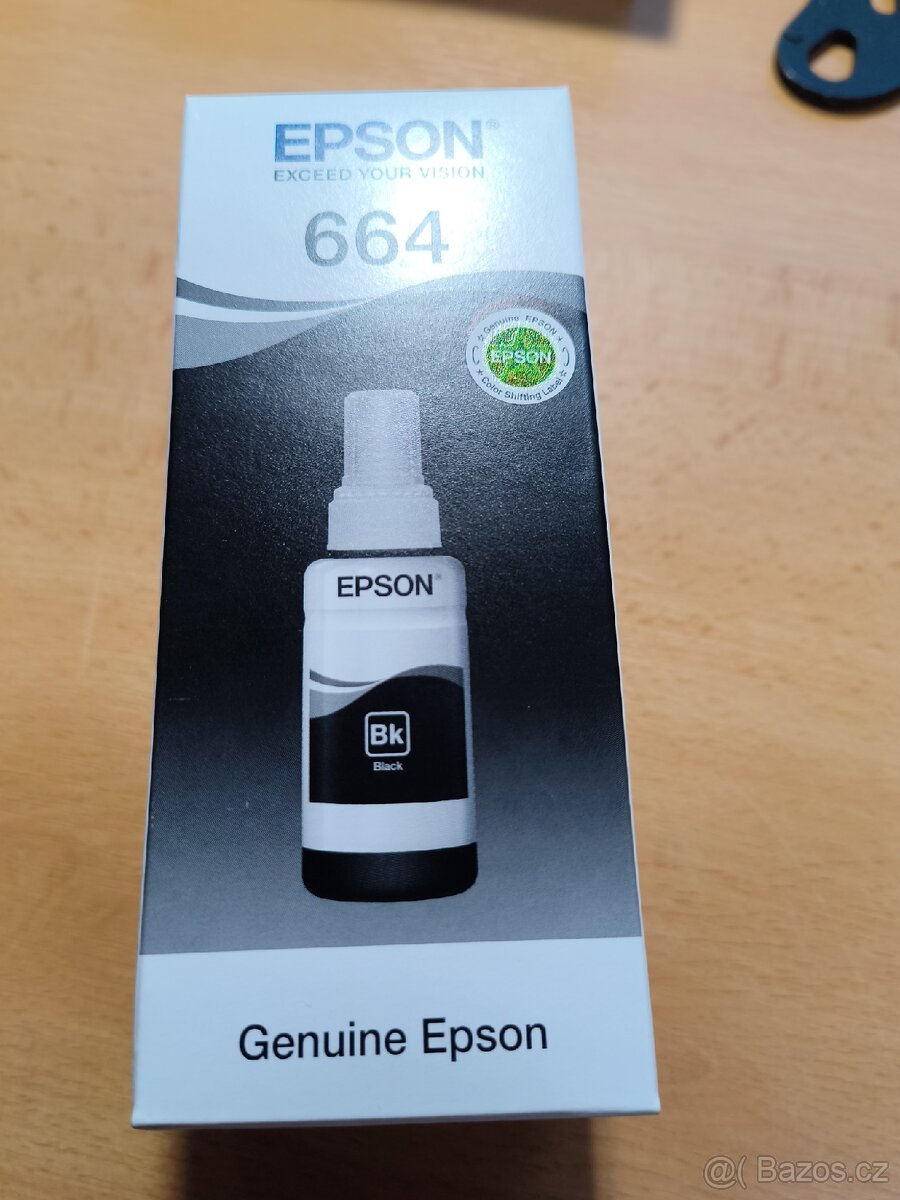 EPSON®
EXCEED YOUR VISION
664
Genuine EPSON
EPSON
Color Shifting Label
EPSON®
Bk
Black
Genuine Epson
@( Bazos.cz